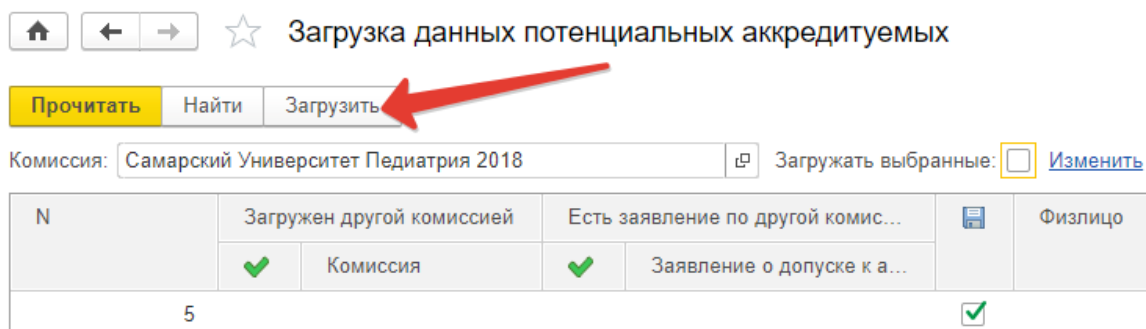 Загрузка данных потенциальных аккредитуемых
Прочитать Найти Загрузить
Комиссия: Самарский Университет Педиатрия 2018 Загружать выбранные: Изменить
N Загружен другой комиссией Есть заявление по другой комис... Физлицо
Комиссия Заявление о допуске к а...
5